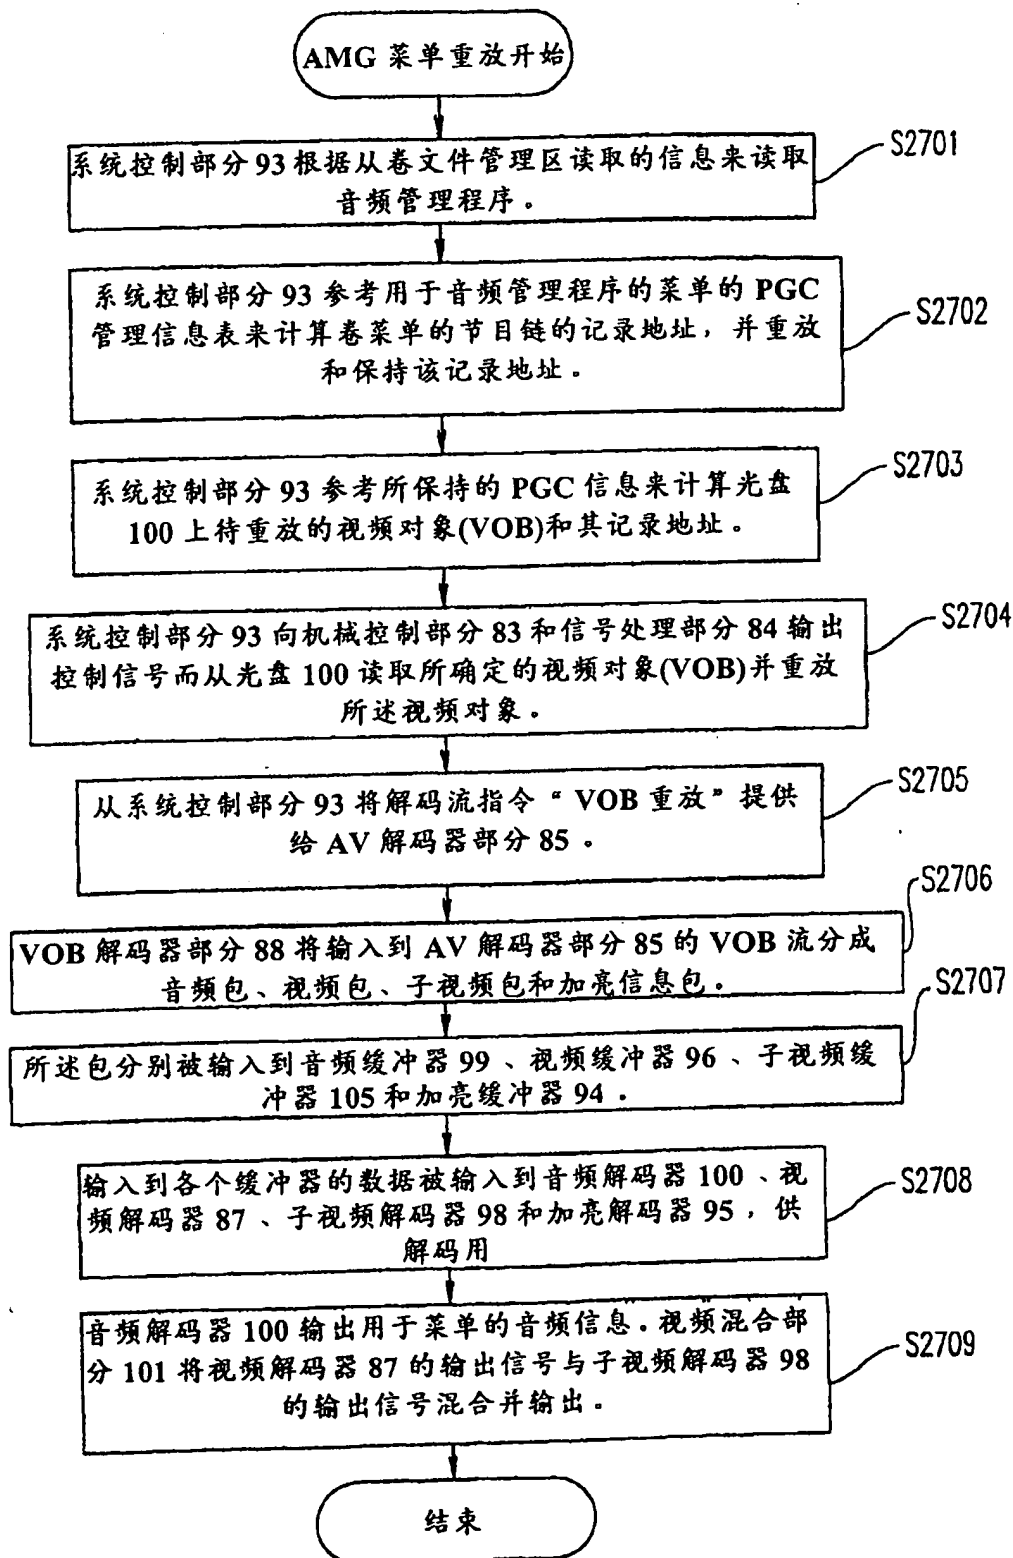 AMG 菜单重放开始
系统控制部分 93 根据从卷文件管理区读取的信息来读取
音频管理程序。
S2701
系统控制部分 93 参考用于音频管理程序的菜单的 PGC
管理信息表来计算卷菜单的节目链的记录地址，并重放
和保持该记录地址。
S2702
系统控制部分 93 参考所保持的 PGC 信息来计算光盘
100 上待重放的视频对象(VOB)和其记录地址。
S2703
系统控制部分 93 向机械控制部分 83 和信号处理部分 84 输出
控制信号而从光盘 100 读取所确定的视频对象(VOB)并重放
所述视频对象。
S2704
从系统控制部分 93 将解码流指令“VOB 重放”提供
给 AV 解码器部分 85。
S2705
VOB 解码器部分 88 将输入到 AV 解码器部分 85 的 VOB 流分成
音频包、视频包、子视频包和加亮信息包。
S2706
所述包分别被输入到音频缓冲器 99、视频缓冲器 96、子视频缓
冲器 105 和加亮缓冲器 94.
S2707
输入到各个缓冲器的数据被输入到音频解码器 100、视
频解码器 87、子视频解码器 98 和加亮解码器 95，供
解码用
S2708
音频解码器 100 输出用于菜单的音频信息。视频混合部
分 101 将视频解码器 87 的输出信号与子视频解码器 98
的输出信号混合并输出。
S2709
结束